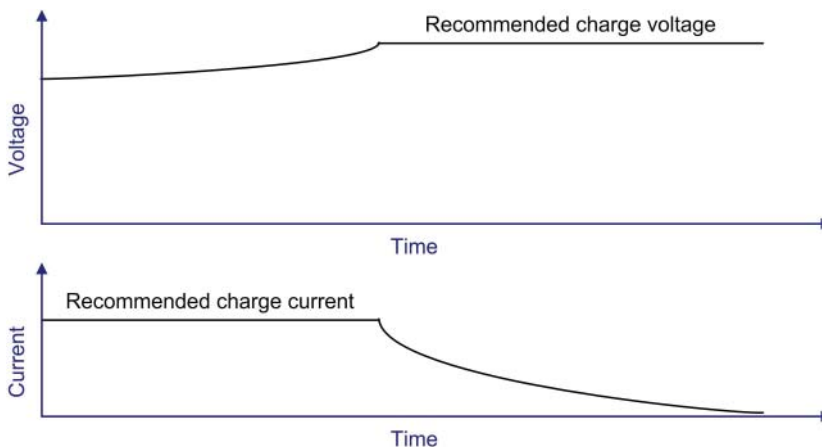 Recommended charge voltage
Voltage
Time
Recommended charge current
Current
Time